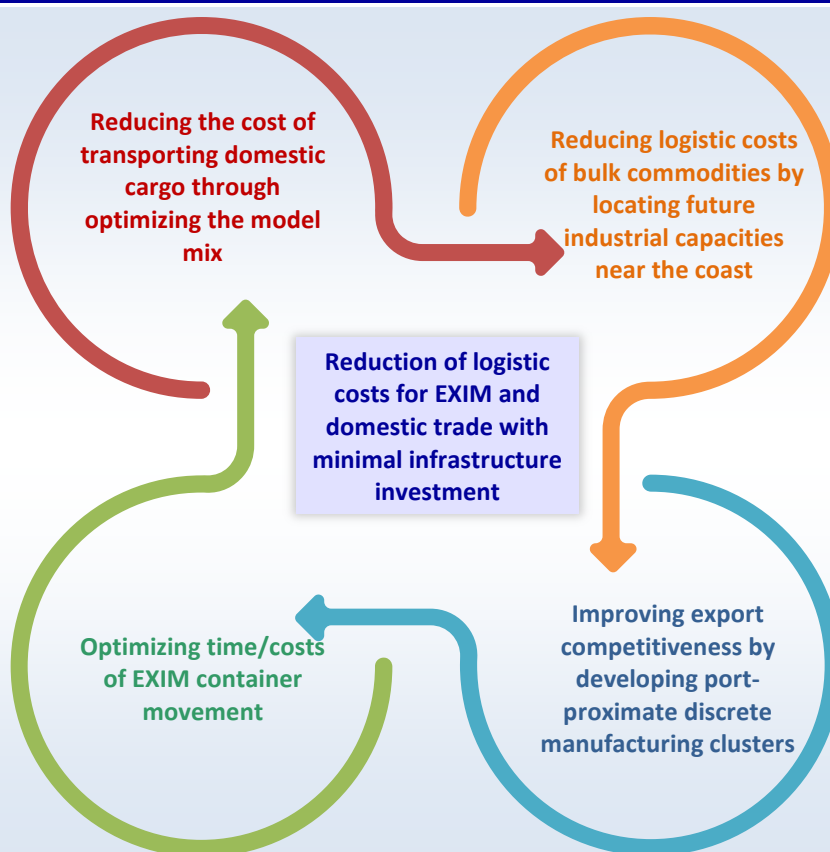 Reducing the cost of
transporting domestic
cargo through
optimizing the model
mix
Reducing logistic costs
of bulk commodities by
locating future
industrial capacities
near the coast
Reduction of logistic
costs for EXIM and
domestic trade with
minimal infrastructure
investment
Optimizing time/costs
of EXIM container
movement
Improving export
competitiveness by
developing port-
proximate discrete
manufacturing clusters